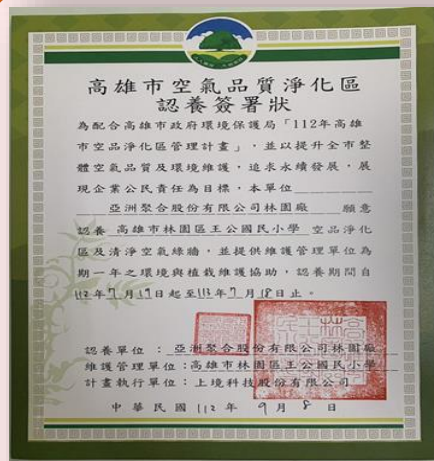 高雄市空氣品質淨化區
認養簽署狀
為配合高雄市政府環境保護局「112年高雄
市空品淨化區管理計畫」，並以提升全市整
體空氣品質及環境維護，追求永續發展，展
現企業公民責任為目標，本單位
亞洲聚合股份有限公司林園廠 願意
認養 高雄市林園區王公國民小學 空品淨化
區及清淨空氣綠牆，並提供維護管理單位為
期一年之環境與植栽維護協助，認養期間自
112年7月19日起至113年7月18日止。
認養單位：亞洲聚合股份有限公司林園廠
維護管理單位：高雄市林園區王公國民小學
計畫執行單位：上境科技股份有限公司
中華民國 112 年 9月 8 日